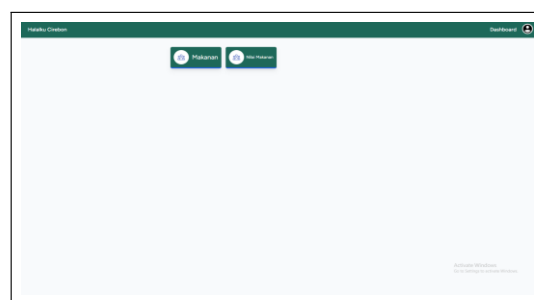 Halalku Cirebon
Dashboard
Makanan
Nilai Makanan
Activate Windows
Go to Settings to activate Windows.